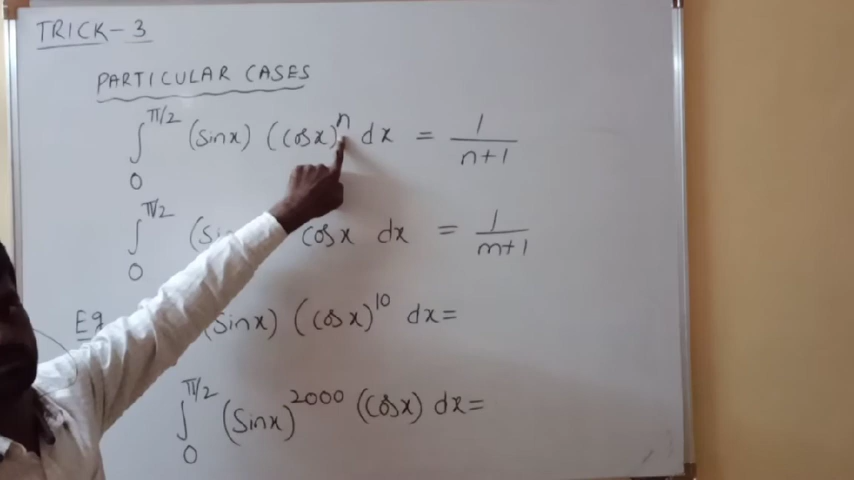 TRICK-3
PARTICULAR CASES
∫₀^π/2 (sinx) (cosx)^n dx = 1/(n+1)
∫₀^π/2 cosx dx = 1/(m+1)
Eg (sinx) (cosx)^10 dx=
∫₀^π/2 (sinx)^2000 (cosx) dx=